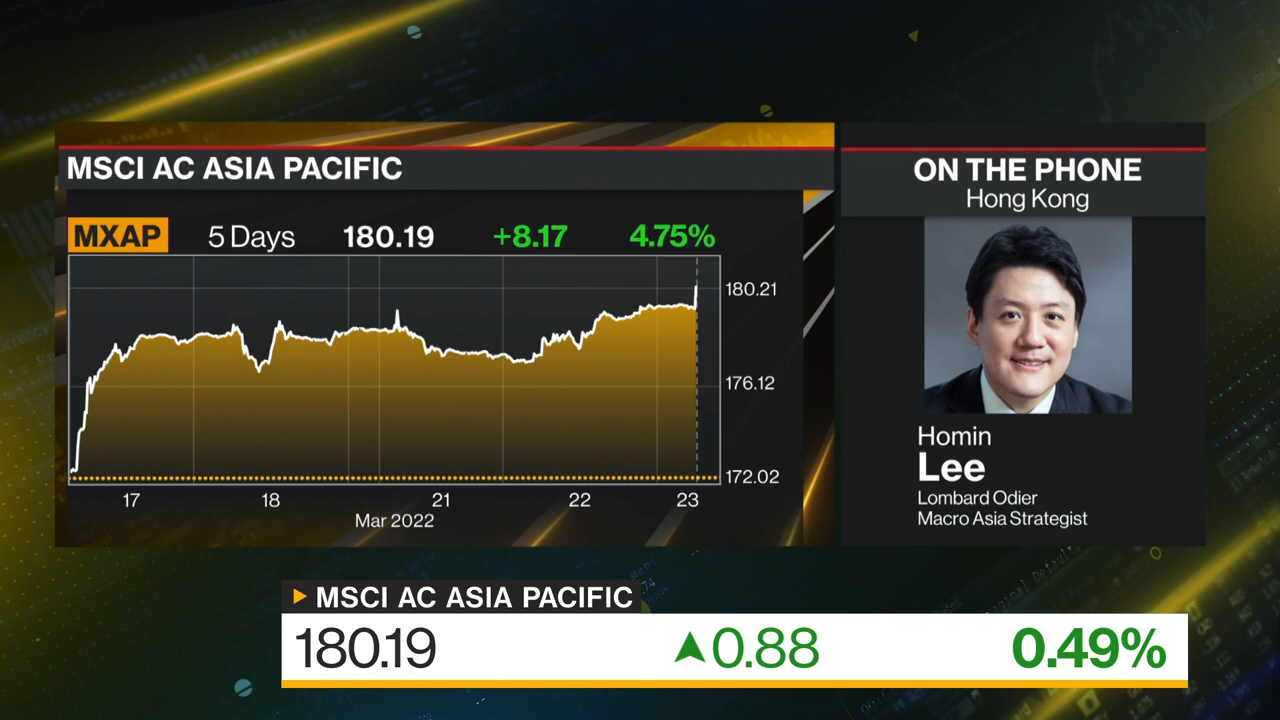 MSCI AC ASIA PACIFIC
MXAP 5 Days 180.19 +8.17 4.75%
180.21
176.12
172.02
17 18 21 22 23
Mar 2022
ON THE PHONE
Hong Kong
Homin
Lee
Lombard Odier
Macro Asia Strategist
MSCI AC ASIA PACIFIC
180.19 0.88 0.49%